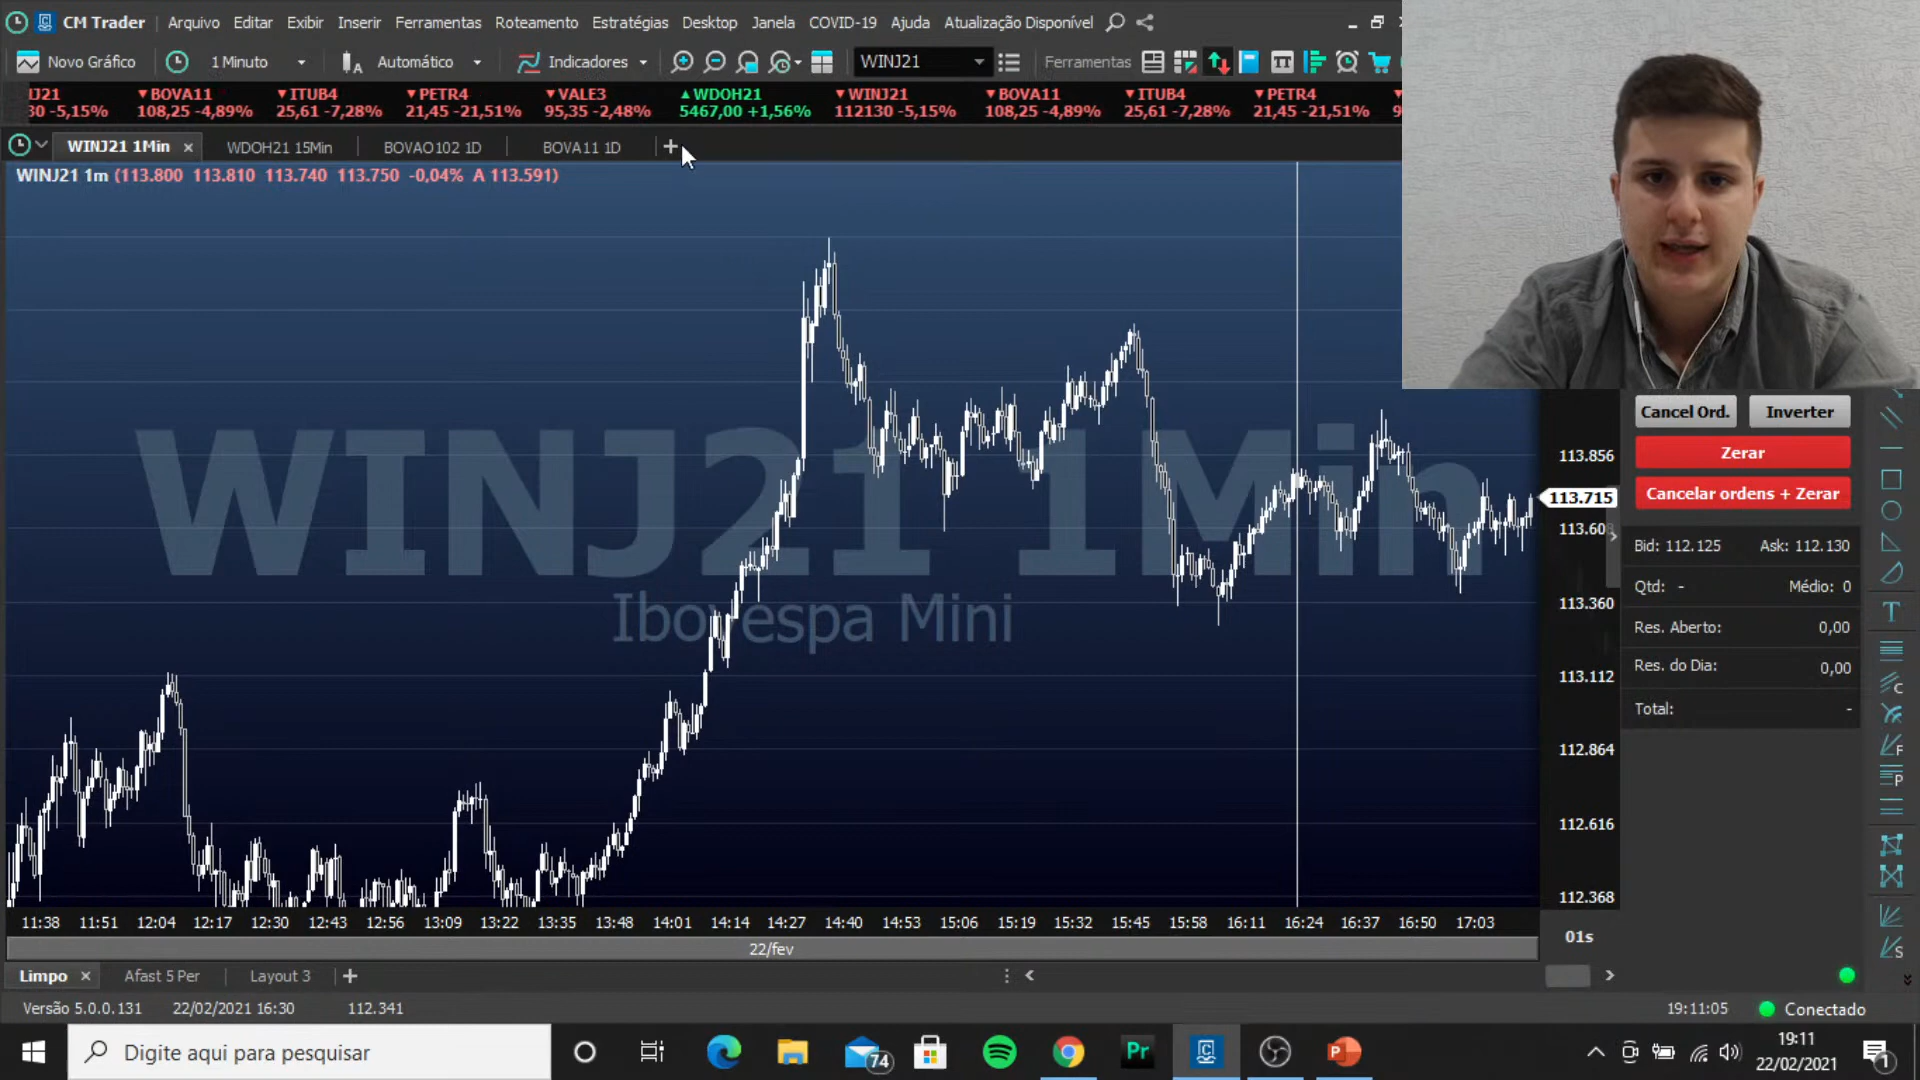 CM Trader Arquivo Editar Exibir Inserir Ferramentas Roteamento Estratégias Desktop Janela COVID-19 Ajuda Atualização Disponível
Novo Gráfico 1 Minuto Automático Indicadores WINJ21 Ferramentas
BOVA11 ITUB4 PETR4 VALE3 WDOH21 WINJ21 BOVA11 ITUB4 PETR4
-5,15% 108,25 -4,89% 25,61 -7,28% 21,45 -21,51% 95,35 -2,48% 5467,00 +1,56% 112130 -5,15% 108,25 -4,89% 25,61 -7,28% 21,45 -21,51%
WINJ21 1Min WDOH21 15Min BOVAO102 1D BOVA11 1D
WINJ21 1m (113.800 113.810 113.740 113.750 -0,04% A 113.591)
WINJ21 1Min
Ibovespa Mini
113.856
113.715
113.608
113.360
113.112
112.864
112.616
112.368
Cancel Ord. Inverter
Zerar
Cancelar ordens + Zerar
Bid: 112.125 Ask: 112.130
Qtd: - Médio: 0
Res. Aberto: 0,00
Res. do Dia: 0,00
Total: -
11:38 11:51 12:04 12:17 12:30 12:43 12:56 13:09 13:22 13:35 13:48 14:01 14:14 14:27 14:40 14:53 15:06 15:19 15:32 15:45 15:58 16:11 16:24 16:37 16:50 17:03
22/fev
01s
Limpo Afast 5 Per Layout 3
Versão 5.0.0.131 22/02/2021 16:30 112.341 19:11:05 Conectado
Digite aqui para pesquisar
74
Pr
19:11
22/02/2021
1